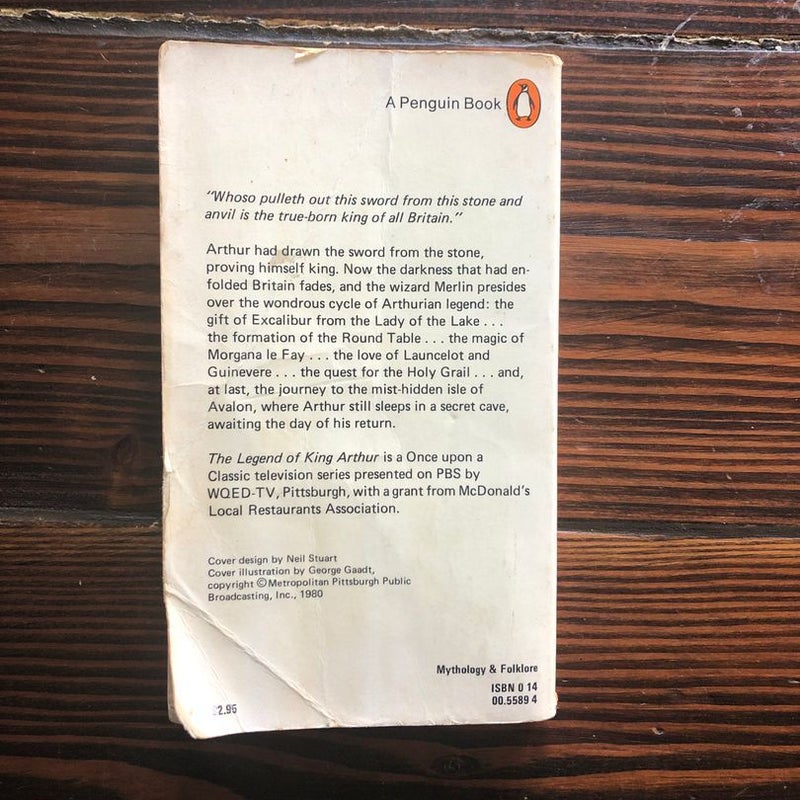 A Penguin Book
"Whoso pulleth out this sword from this stone and
anvil is the true-born king of all Britain."
Arthur had drawn the sword from the stone,
proving himself king. Now the darkness that had en-
folded Britain fades, and the wizard Merlin presides
over the wondrous cycle of Arthurian legend: the
gift of Excalibur from the Lady of the Lake . . .
the formation of the Round Table . . . the magic of
Morgana le Fay . . . the love of Launcelot and
Guinevere . . . the quest for the Holy Grail . . . and,
at last, the journey to the mist-hidden isle of
Avalon, where Arthur still sleeps in a secret cave,
awaiting the day of his return.
The Legend of King Arthur is a Once upon a
Classic television series presented on PBS by
WQED-TV, Pittsburgh, with a grant from McDonald's
Local Restaurants Association.
Cover design by Neil Stuart
Cover illustration by George Gaadt,
copyright © Metropolitan Pittsburgh Public
Broadcasting, Inc., 1980
Mythology & Folklore
ISBN 0 14
00.5589 4
2.95